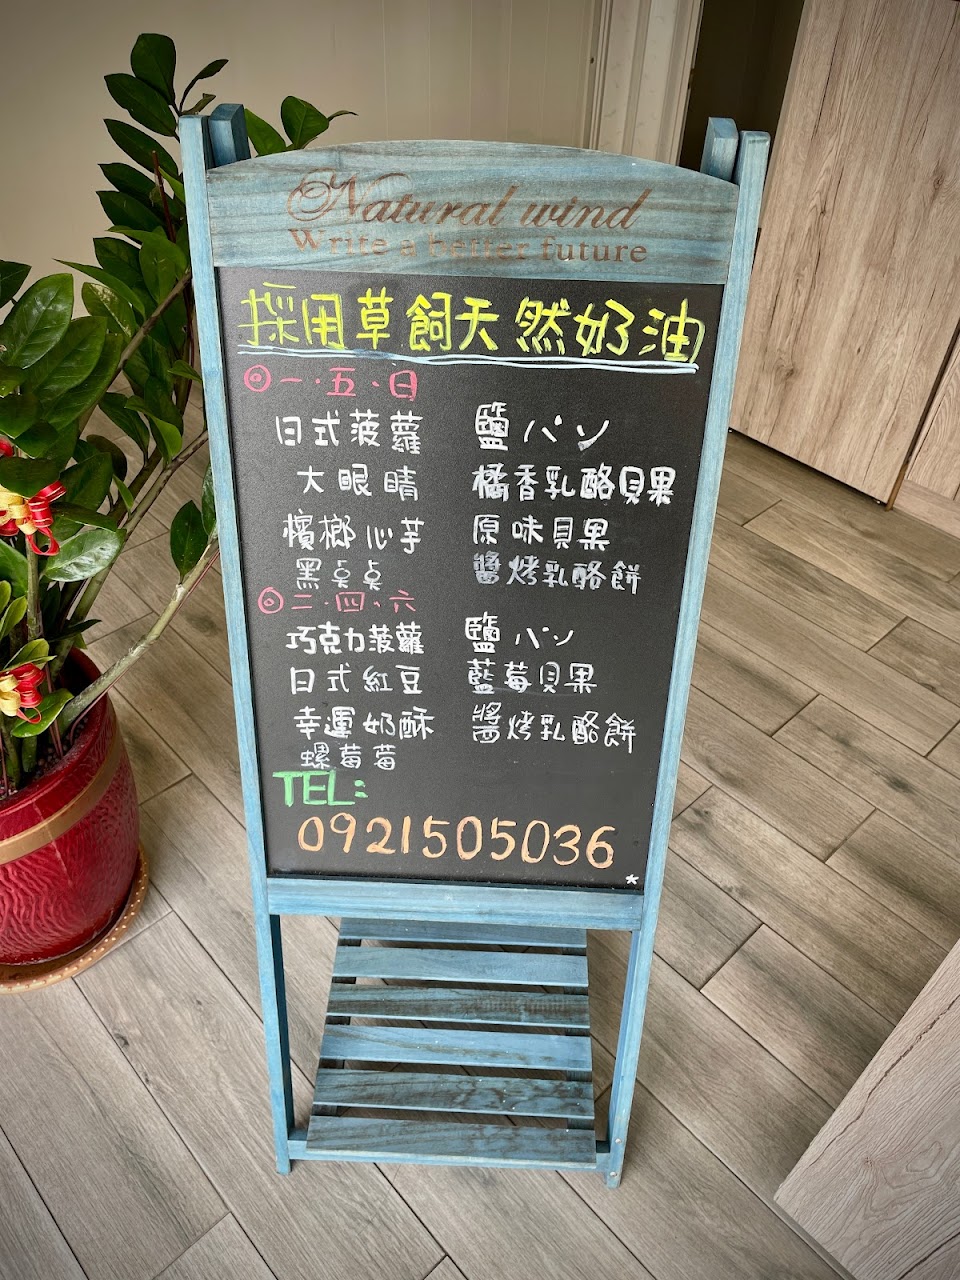 Natural wind
Write a better future
採用草飼天然奶油
◎一.五.日
日式菠蘿 鹽パン
大眼睛 橘香乳酪貝果
檳榔心芋 原味貝果
黑点点 醬烤乳酪餅
◎二.四.六
巧克力菠蘿 鹽パン
日式紅豆 藍莓貝果
幸運奶酥 醬烤乳酪餅
螺莓莓
TEL:
0921505036
*